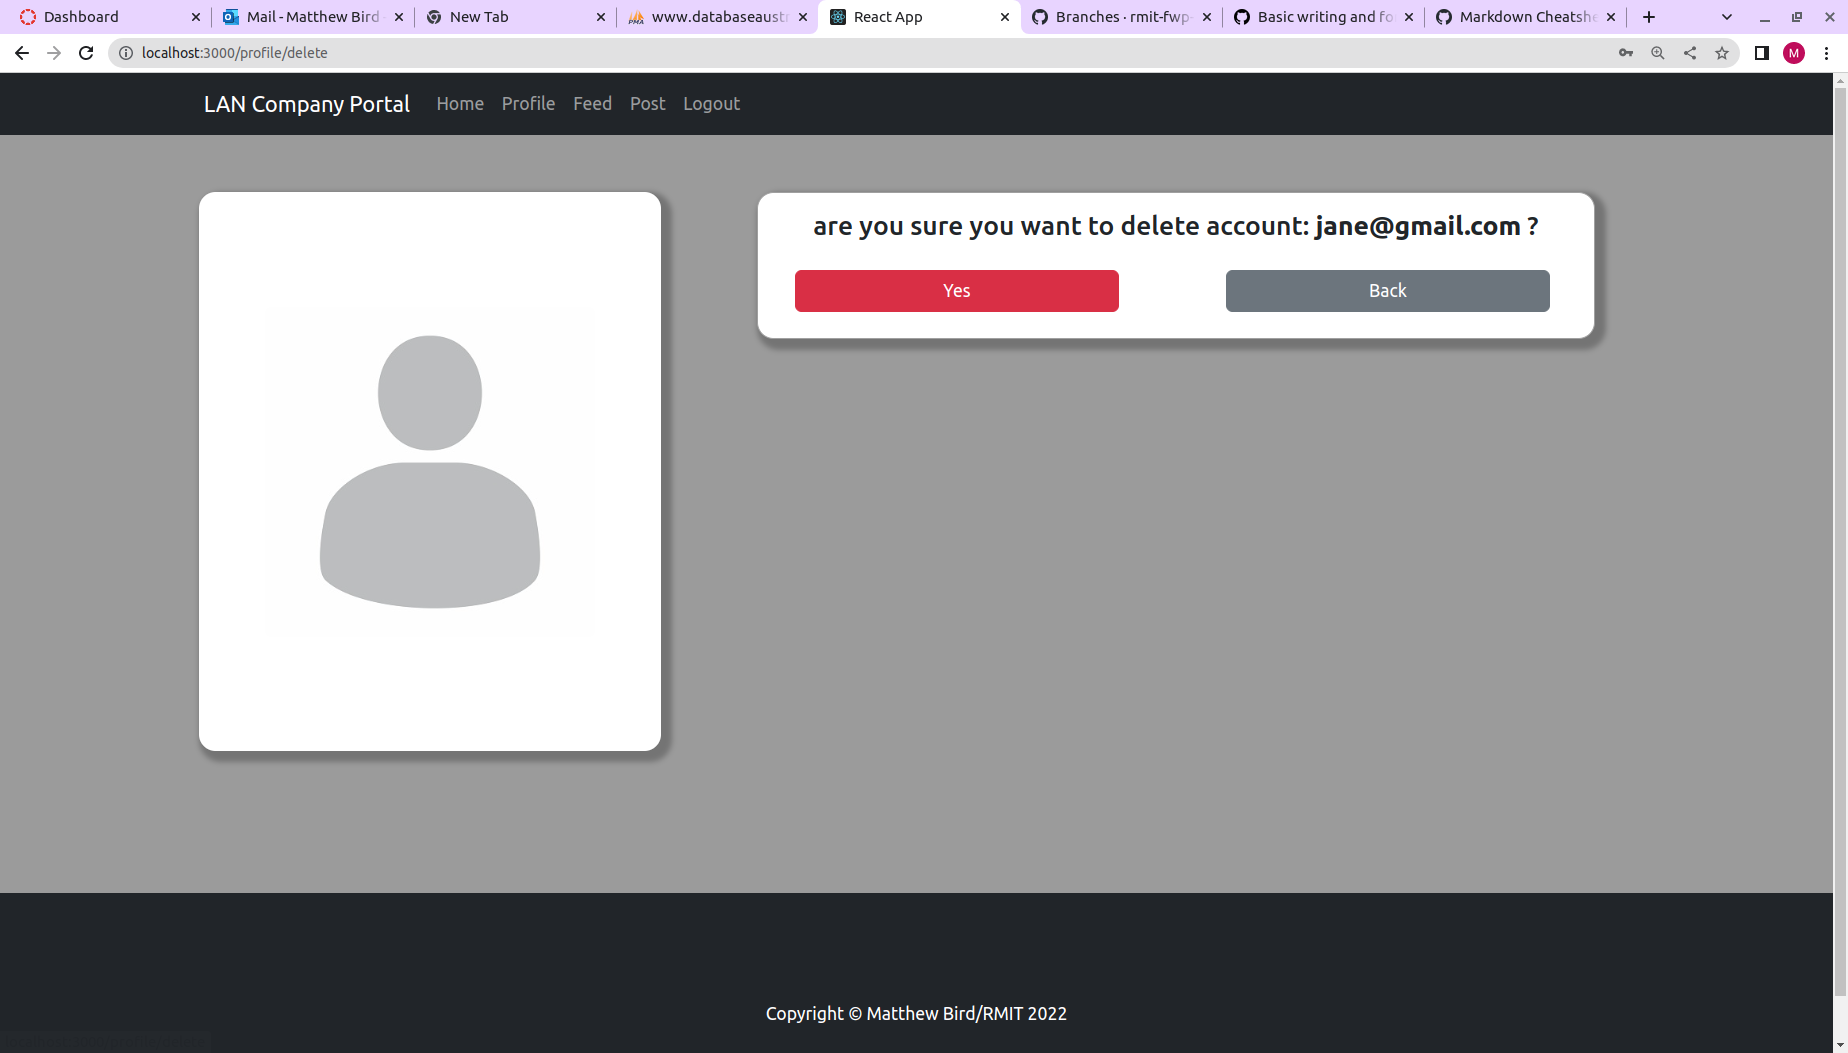 Dashboard
Mail - Matthew Bird -
New Tab
www.databaseaust
React App
Branches · rmit-fwp-
Basic writing and fo
Markdown Cheatshe
localhost:3000/profile/delete
M
LAN Company Portal Home Profile Feed Post Logout
are you sure you want to delete account: jane@gmail.com ?
Yes Back
Copyright © Matthew Bird/RMIT 2022